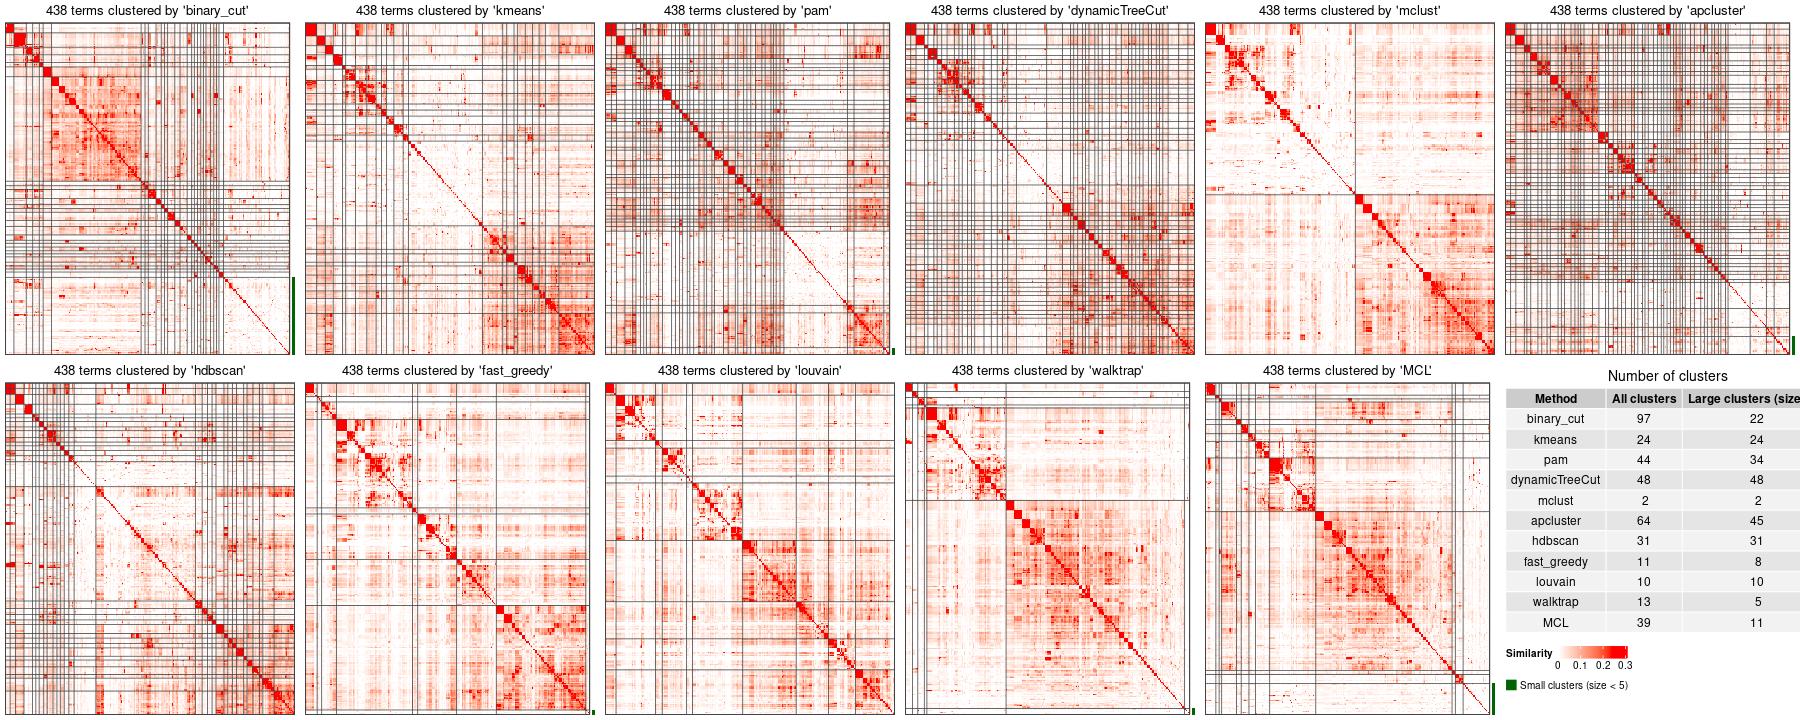 438 terms clustered by 'binary_cut'
438 terms clustered by 'kmeans'
438 terms clustered by 'pam'
438 terms clustered by 'dynamicTreeCut'
438 terms clustered by 'mclust'
438 terms clustered by 'apcluster'
438 terms clustered by 'hdbscan'
438 terms clustered by 'fast_greedy'
438 terms clustered by 'louvain'
438 terms clustered by 'walktrap'
438 terms clustered by 'MCL'
Number of clusters
Method All clusters Large clusters (size
binary_cut 97 22
kmeans 24 24
pam 44 34
dynamicTreeCut 48 48
mclust 2 2
apcluster 64 45
hdbscan 31 31
fast_greedy 11 8
louvain 10 10
walktrap 13 5
MCL 39 11
Similarity
0 0.1 0.2 0.3
Small clusters (size < 5)